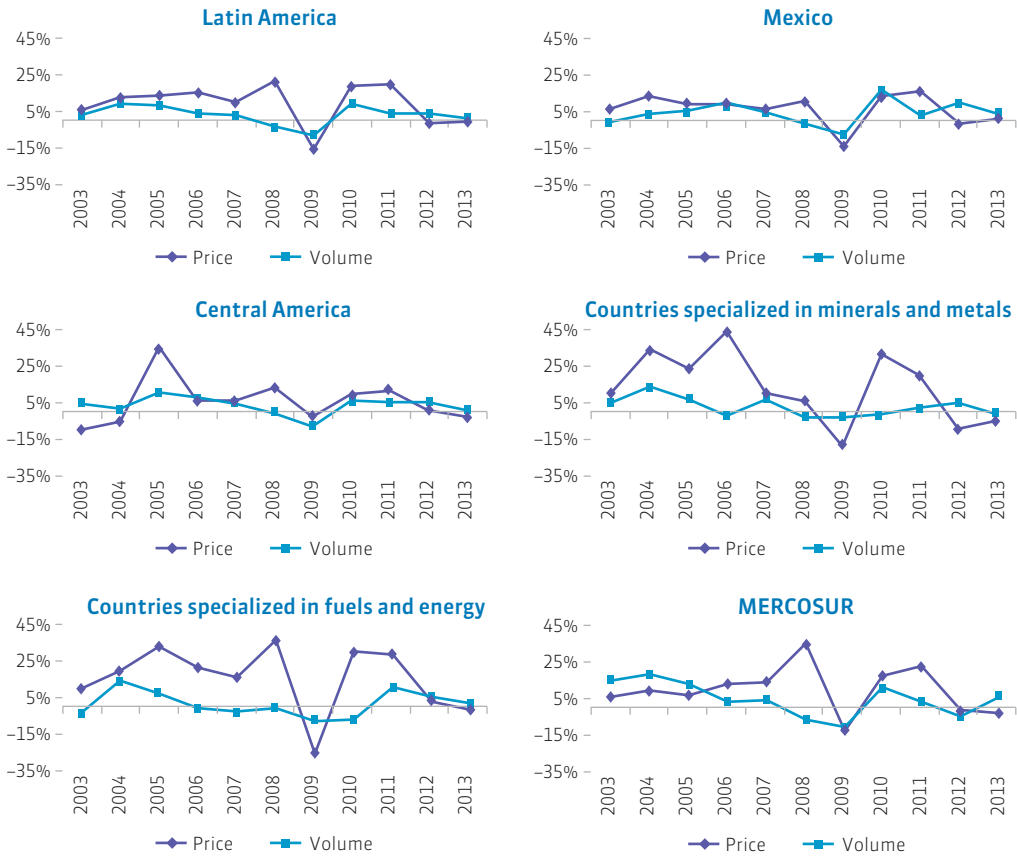 Latin America
45%
25%
5%
−15%
−35%
2003 2004 2005 2006 2007 2008 2009 2010 2011 2012 2013
Price Volume
Mexico
45%
25%
5%
−15%
−35%
2003 2004 2005 2006 2007 2008 2009 2010 2011 2012 2013
Price Volume
Central America
45%
25%
5%
−15%
−35%
2003 2004 2005 2006 2007 2008 2009 2010 2011 2012 2013
Price Volume
Countries specialized in minerals and metals
45%
25%
5%
−15%
−35%
2003 2004 2005 2006 2007 2008 2009 2010 2011 2012 2013
Price Volume
Countries specialized in fuels and energy
45%
25%
5%
−15%
−35%
2003 2004 2005 2006 2007 2008 2009 2010 2011 2012 2013
Price Volume
MERCOSUR
45%
25%
5%
−15%
−35%
2003 2004 2005 2006 2007 2008 2009 2010 2011 2012 2013
Price Volume